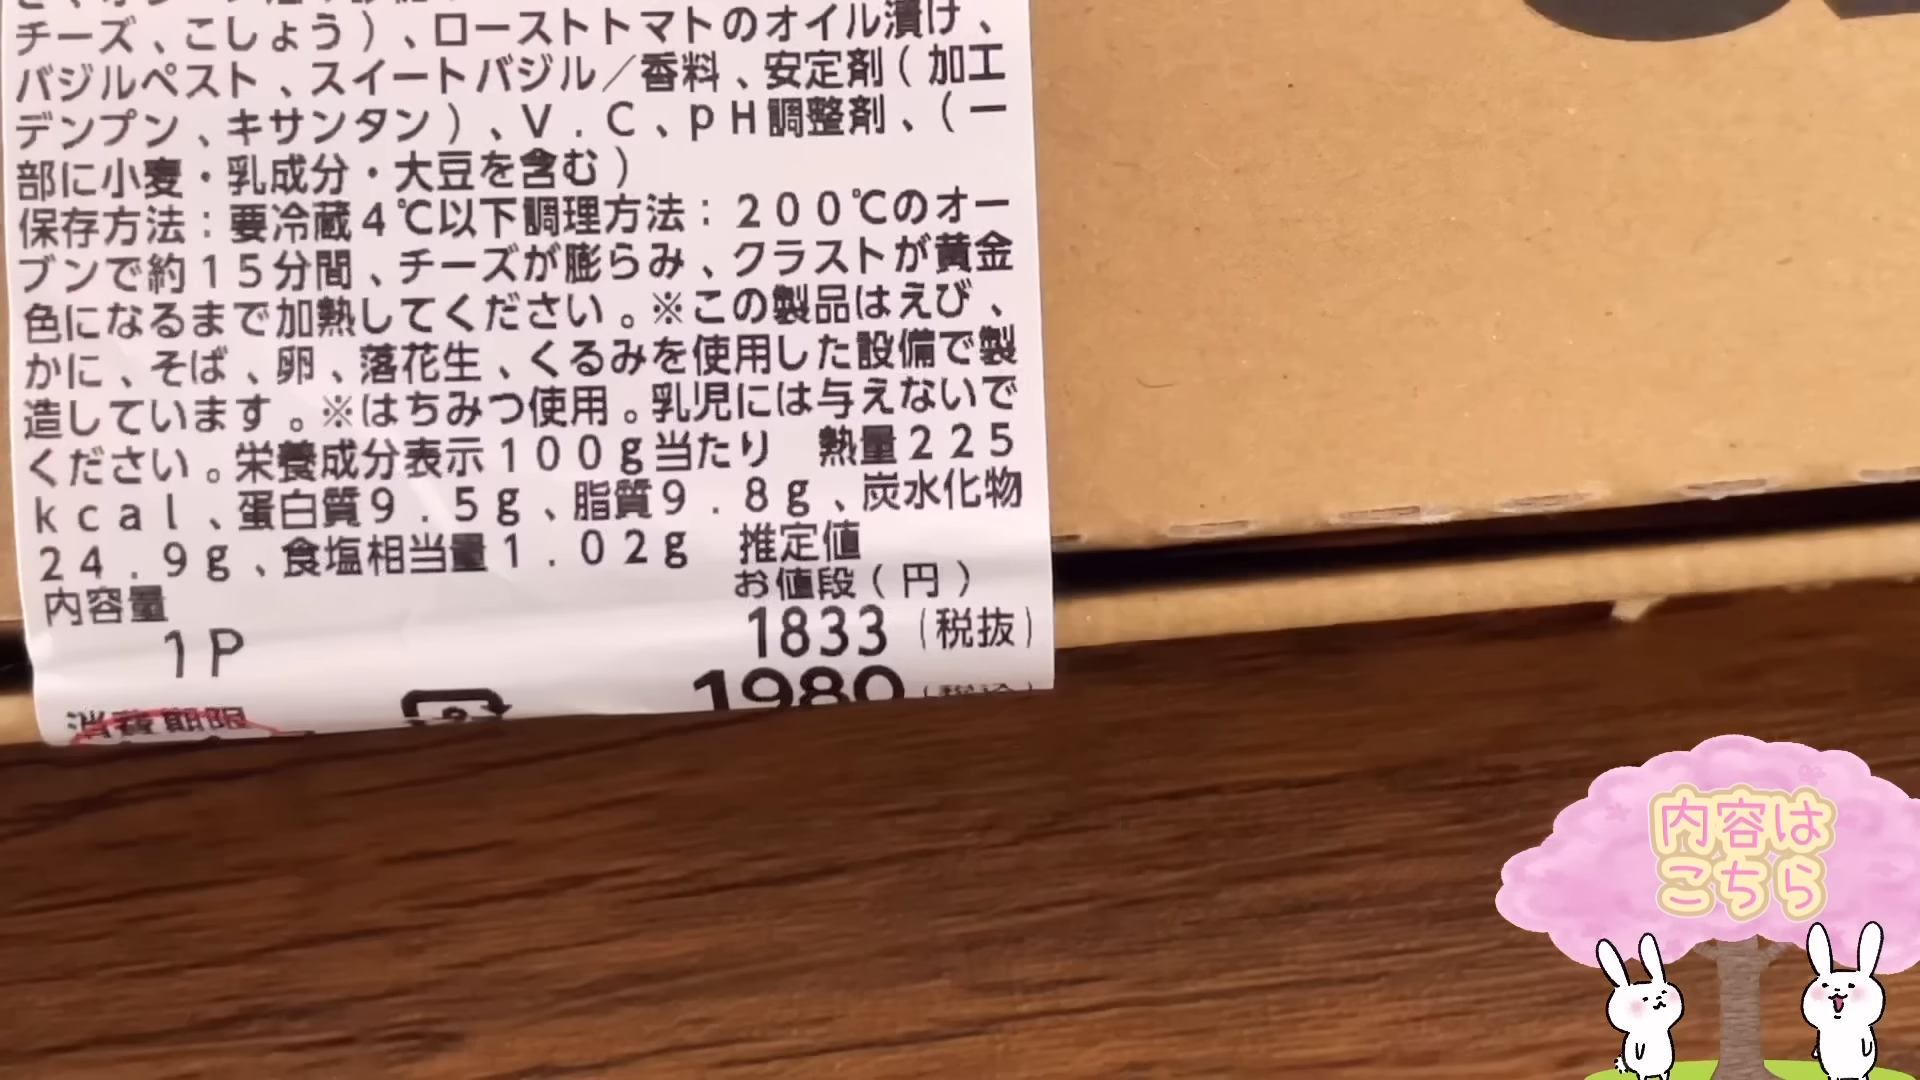 チーズ、こしょう)、ローストトマトのオイル漬け、
バジルペスト、スイートバジル/香料、安定剤(加工
デンプン、キサンタン)、V.C、pH調整剤、(一
部に小麦・乳成分・大豆を含む)
保存方法:要冷蔵4℃以下調理方法:200℃のオー
ブンで約15分間、チーズが膨らみ、クラストが黄金
色になるまで加熱してください。※この製品はえび、
かに、そば、卵、落花生、くるみを使用した設備で製
造しています。※はちみつ使用。乳児には与えないで
ください。栄養成分表示100g当たり 熱量225
kcal、蛋白質9.5g、脂質9.8g、炭水化物
24.9g、食塩相当量1.02g 推定値
内容量
1P
お値段(円)
1833(税抜)
1980(税込)
消費期限
内容は
こちら